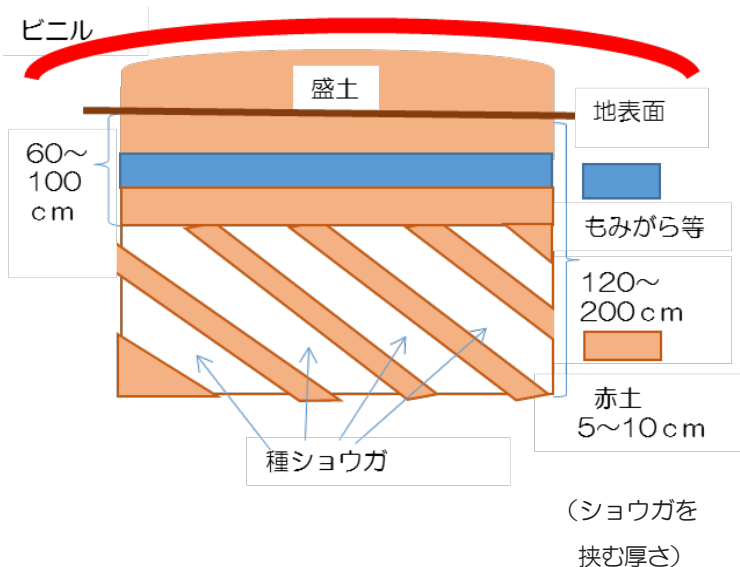 ビニル
盛土
地表面
60～
100
cm
もみがら等
120～
200cm
赤土
5～10cm
種ショウガ
（ショウガを
挟む厚さ）